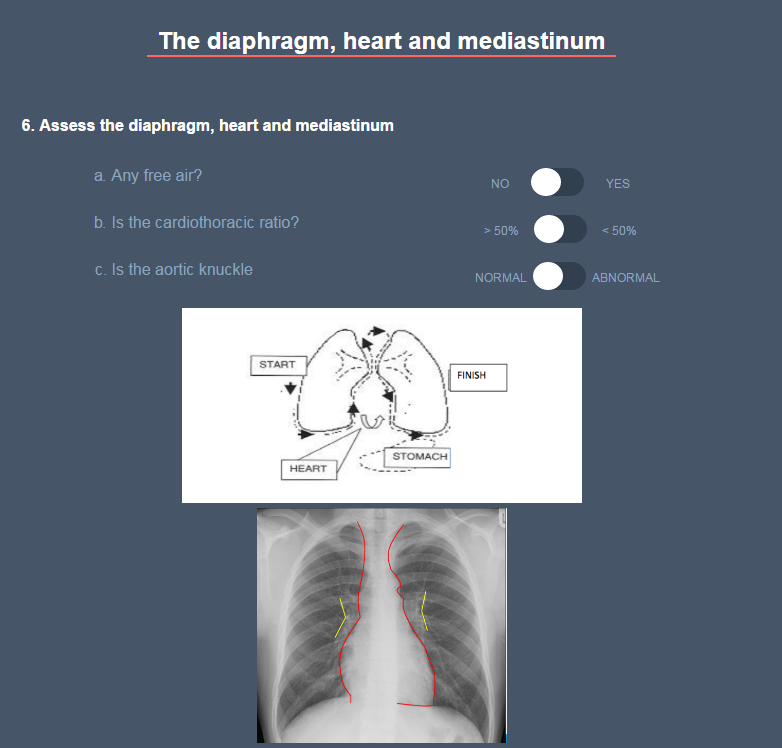 The diaphragm, heart and mediastinum
6. Assess the diaphragm, heart and mediastinum
a. Any free air?
NO YES
b. Is the cardiothoracic ratio?
> 50% < 50%
c. Is the aortic knuckle
NORMAL ABNORMAL
START
FINISH
STOMACH
HEART